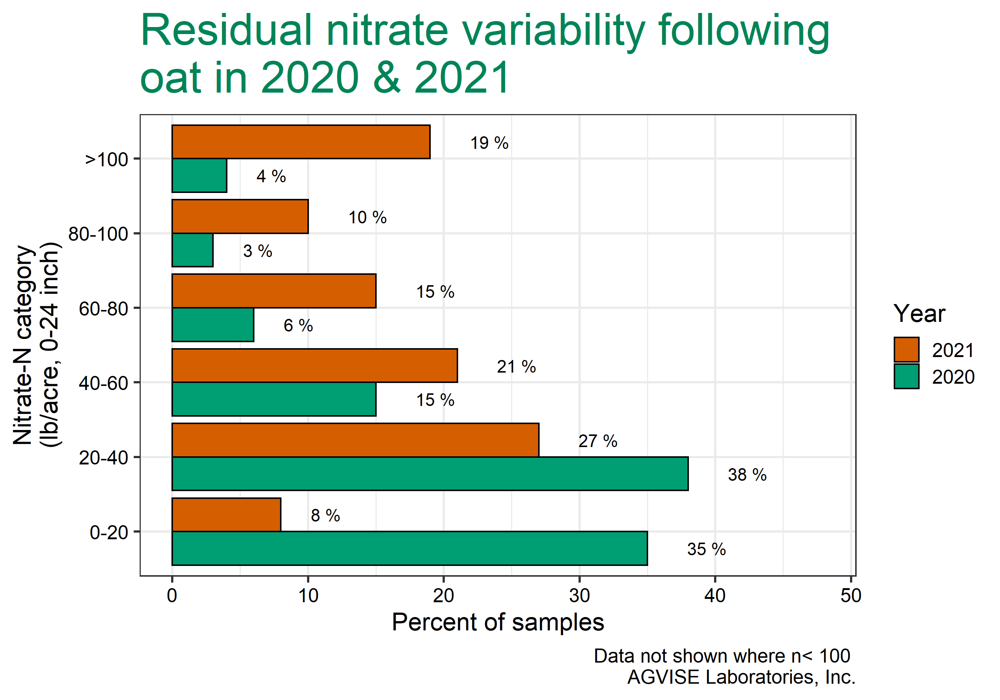 Residual nitrate variability following
oat in 2020 & 2021
Nitrate-N category
(lb/acre, 0-24 inch)
>100
19 %
4 %
80-100
10 %
3 %
60-80
15 %
6 %
40-60
21 %
15 %
20-40
27 %
38 %
0-20
8 %
35 %
0 10 20 30 40 50
Percent of samples
Year
2021
2020
Data not shown where n< 100
AGVISE Laboratories, Inc.